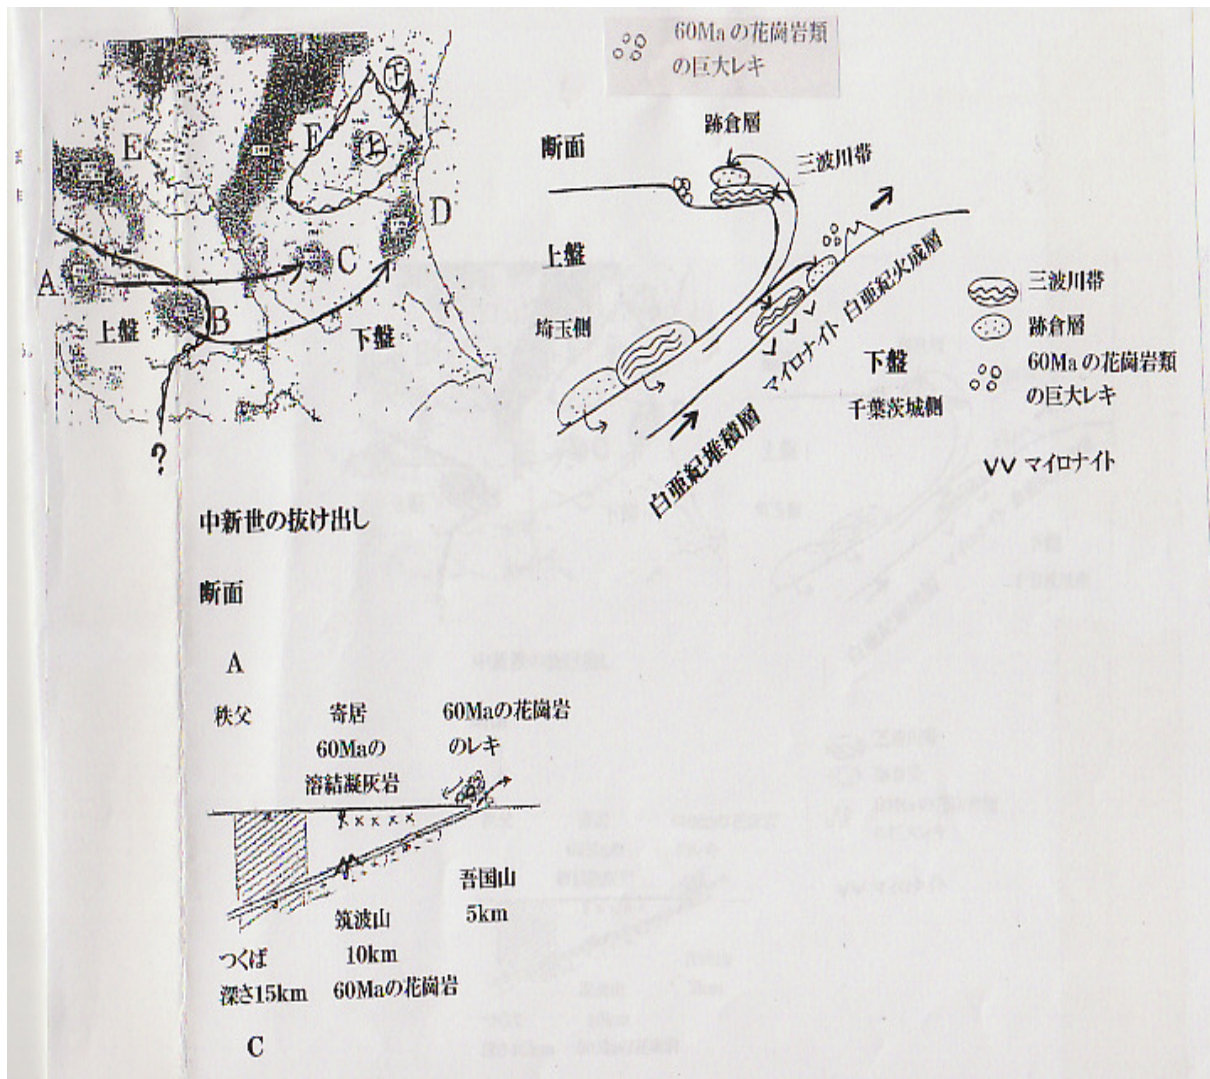 60Maの花崗岩類
の巨大レキ
E
F
下
上
D
A
C
上盤
B
下盤
?
断面
跡倉層
三波川帯
上盤
埼玉側
マイロナイト
白亜紀火成層
下盤
千葉茨城側
白亜紀堆積層
三波川帯
跡倉層
60Maの花崗岩類
の巨大レキ
vv マイロナイト
中新世の抜け出し
断面
A
秩父
寄居
60Maの花崗岩
60Maの
のレキ
溶結凝灰岩
x x x x
吾国山
5km
筑波山
つくば
10km
深さ15km
60Maの花崗岩
C